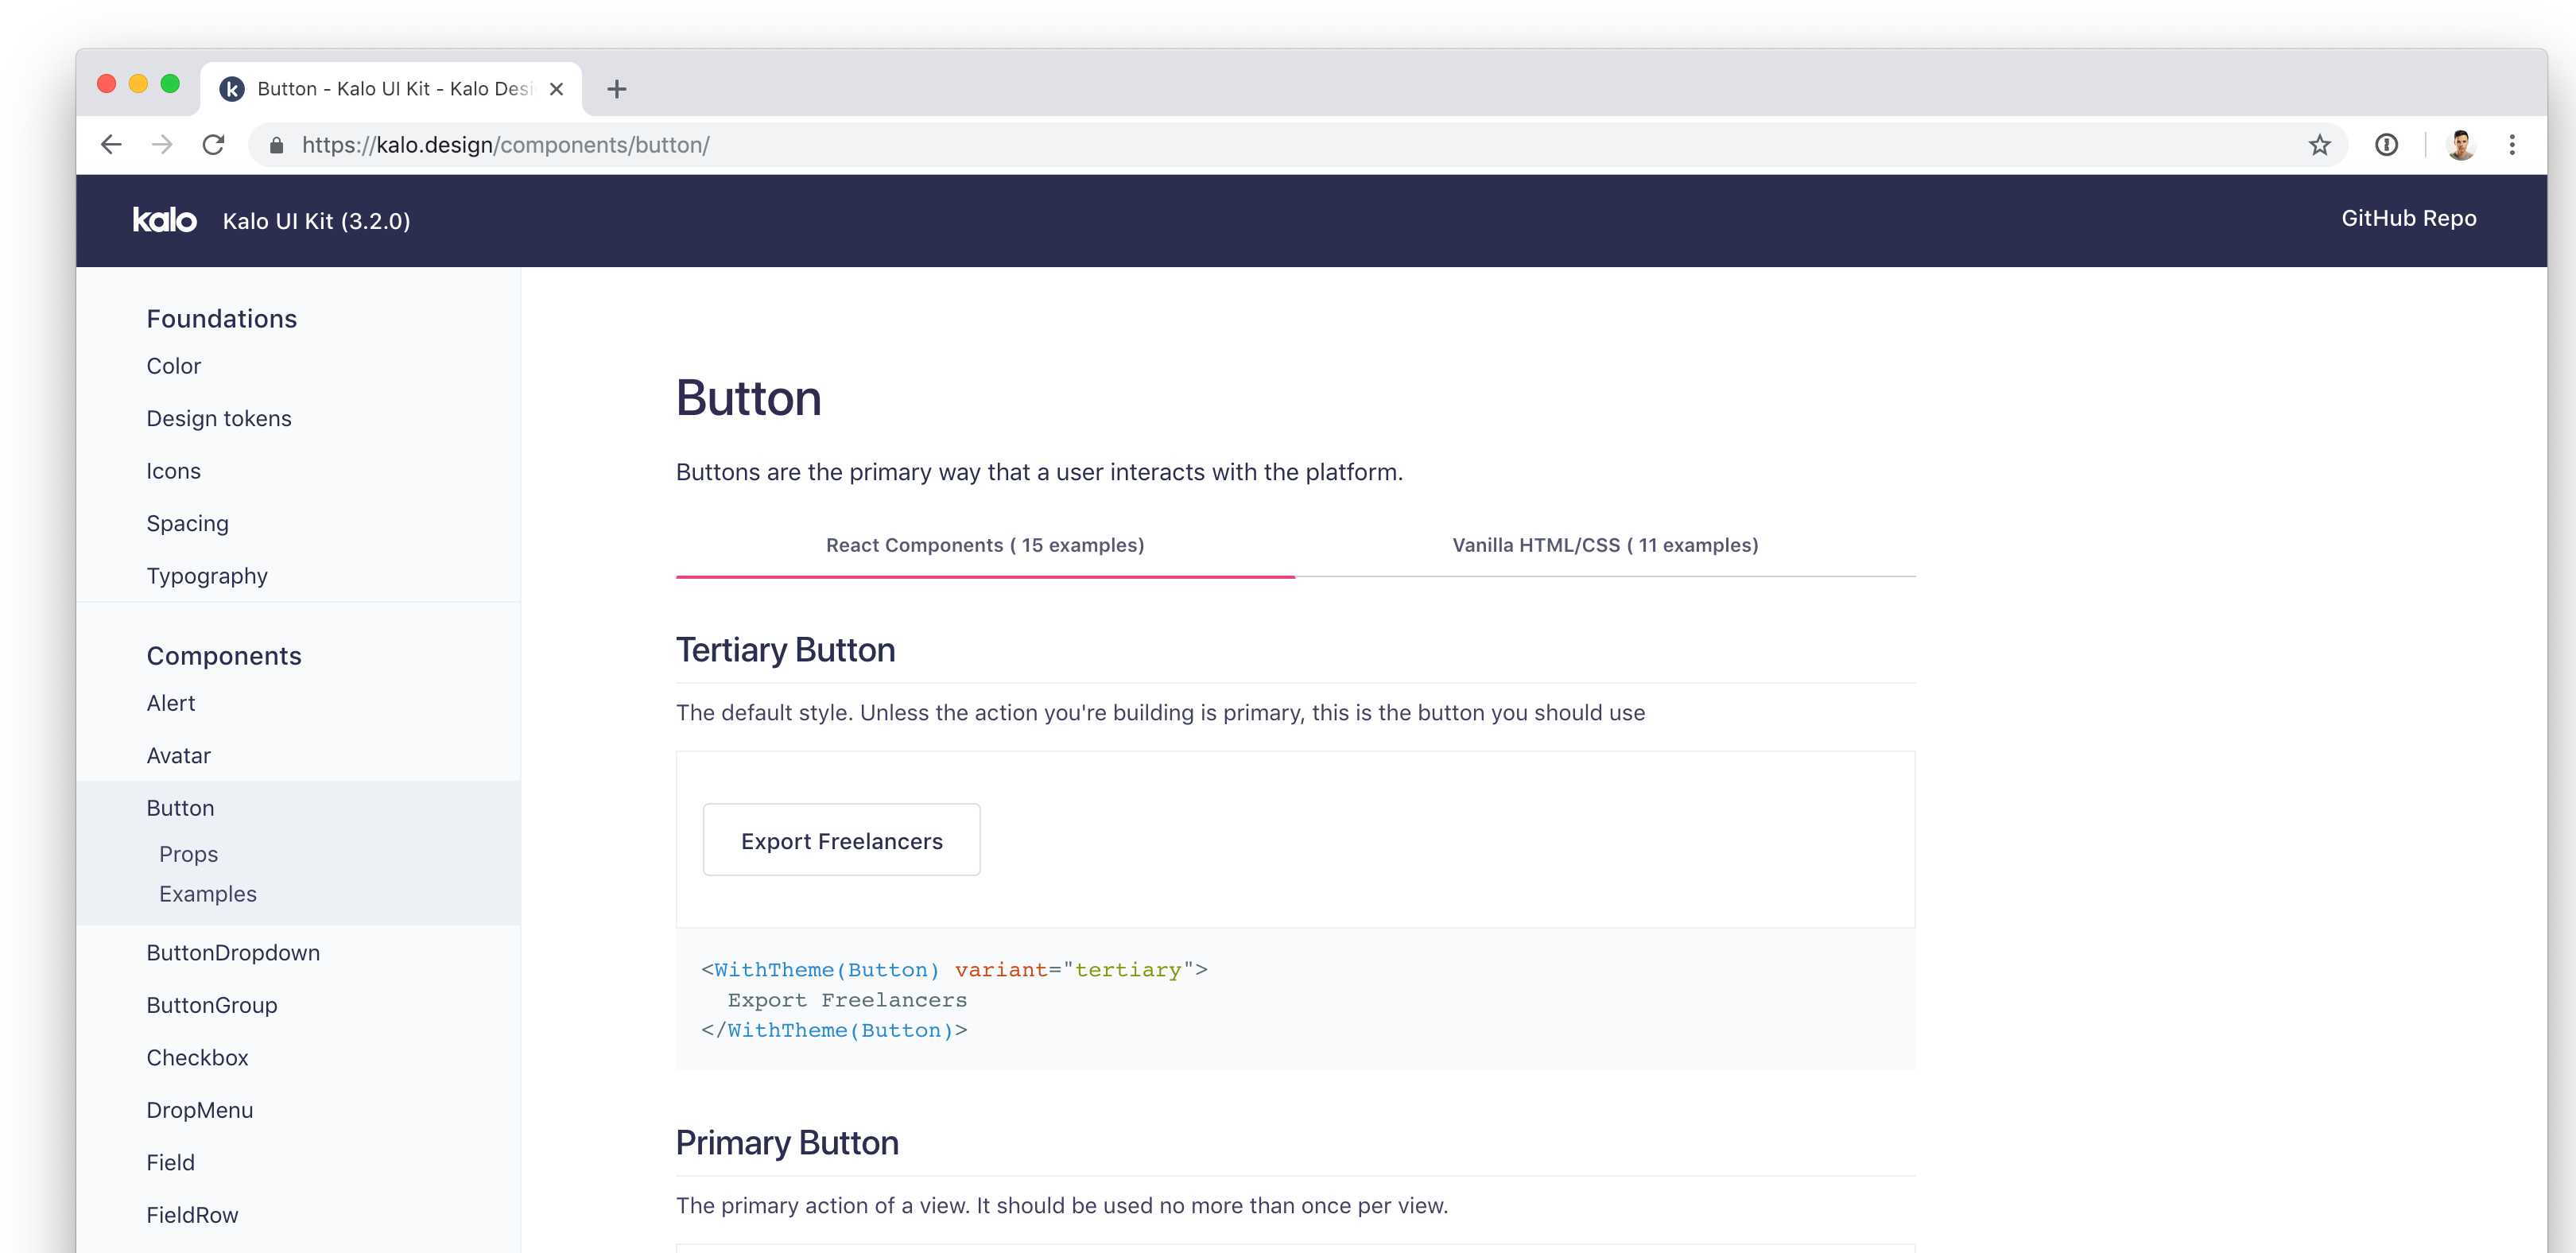 Button - Kalo UI Kit - Kalo Desi
https://kalo.design/components/button/
kalo Kalo UI Kit (3.2.0)
GitHub Repo
Foundations
Color
Design tokens
Icons
Spacing
Typography
Components
Alert
Avatar
Button
Props
Examples
ButtonDropdown
ButtonGroup
Checkbox
DropMenu
Field
FieldRow
Button
Buttons are the primary way that a user interacts with the platform.
React Components ( 15 examples)
Vanilla HTML/CSS ( 11 examples)
Tertiary Button
The default style. Unless the action you're building is primary, this is the button you should use
Export Freelancers
<WithTheme(Button) variant="tertiary">
Export Freelancers
</WithTheme(Button)>
Primary Button
The primary action of a view. It should be used no more than once per view.